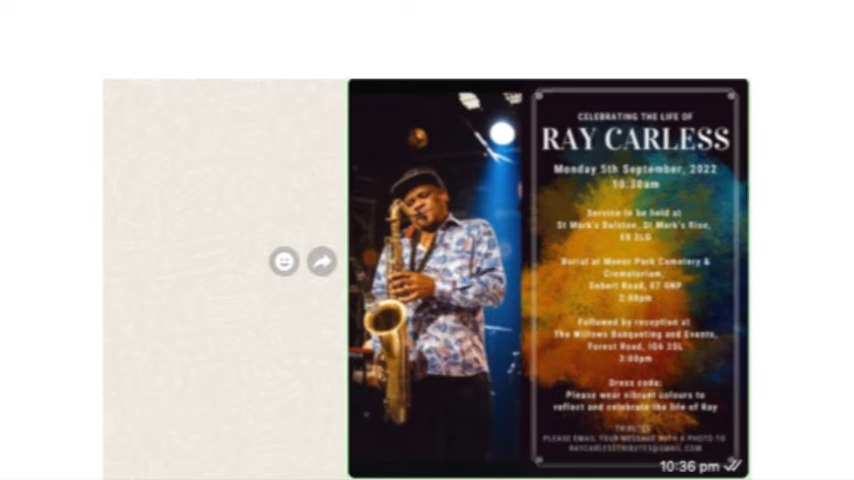 CELEBRATING THE LIFE OF
RAY CARLESS
Monday 5th September, 2022
10:30am
Service to be held at
St Mark's Dalston, St Mark's Rise,
E8 2LG
Burial at Manor Park Cemetery &
Crematorium,
Sebert Road, E7 0NP
2:00pm
Followed by reception at
The Willows Banqueting and Events,
Forest Road, IG6 3SL
3:00pm
Dress code:
Please wear vibrant colours to
reflect and celebrate the life of Ray
TRIBUTES
PLEASE EMAIL YOUR MESSAGE WITH A PHOTO TO
RAYCARLESSTRIBUTES@GMAIL.COM
10:36 pm